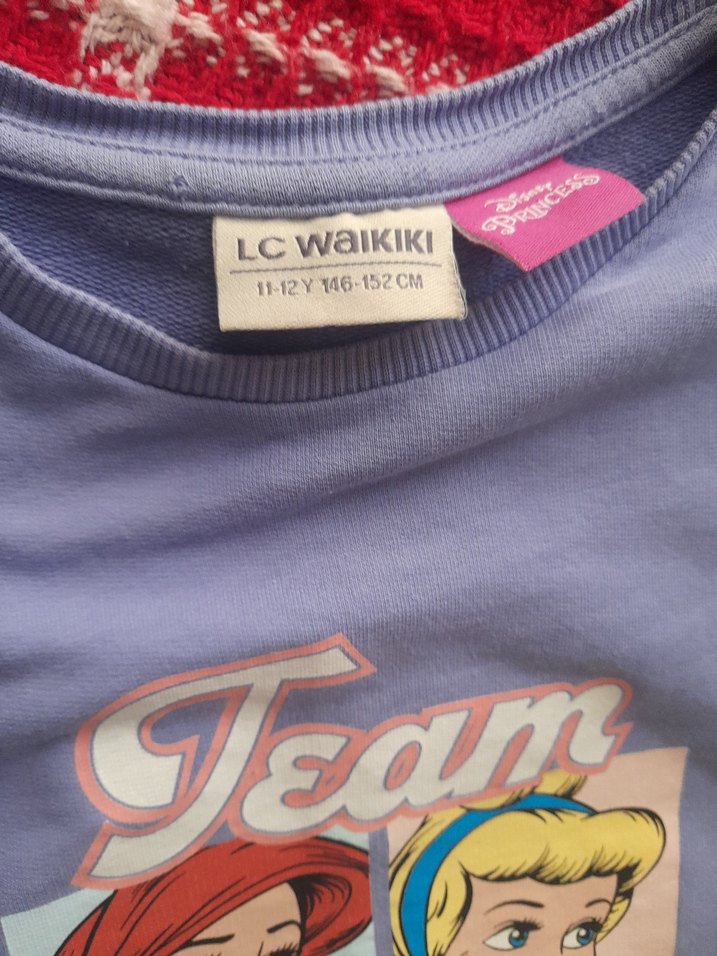 LC WAIKIKI
11-12 Y 146-152 CM
Disney
PRINCESS
Team